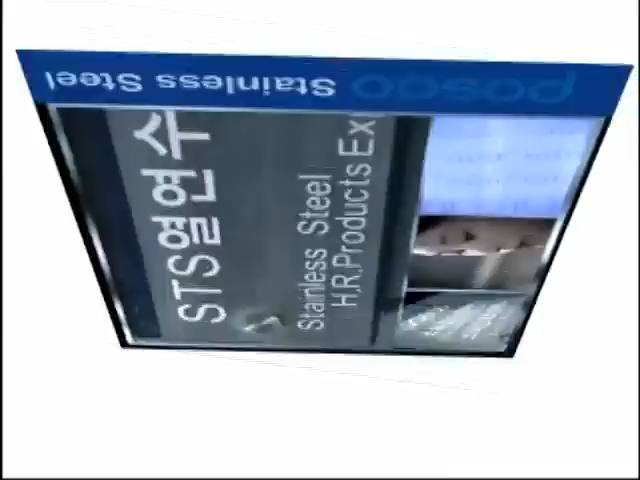 posco Stainless Steel
STS열연수
Stainless Steel
H.R.Products Ex